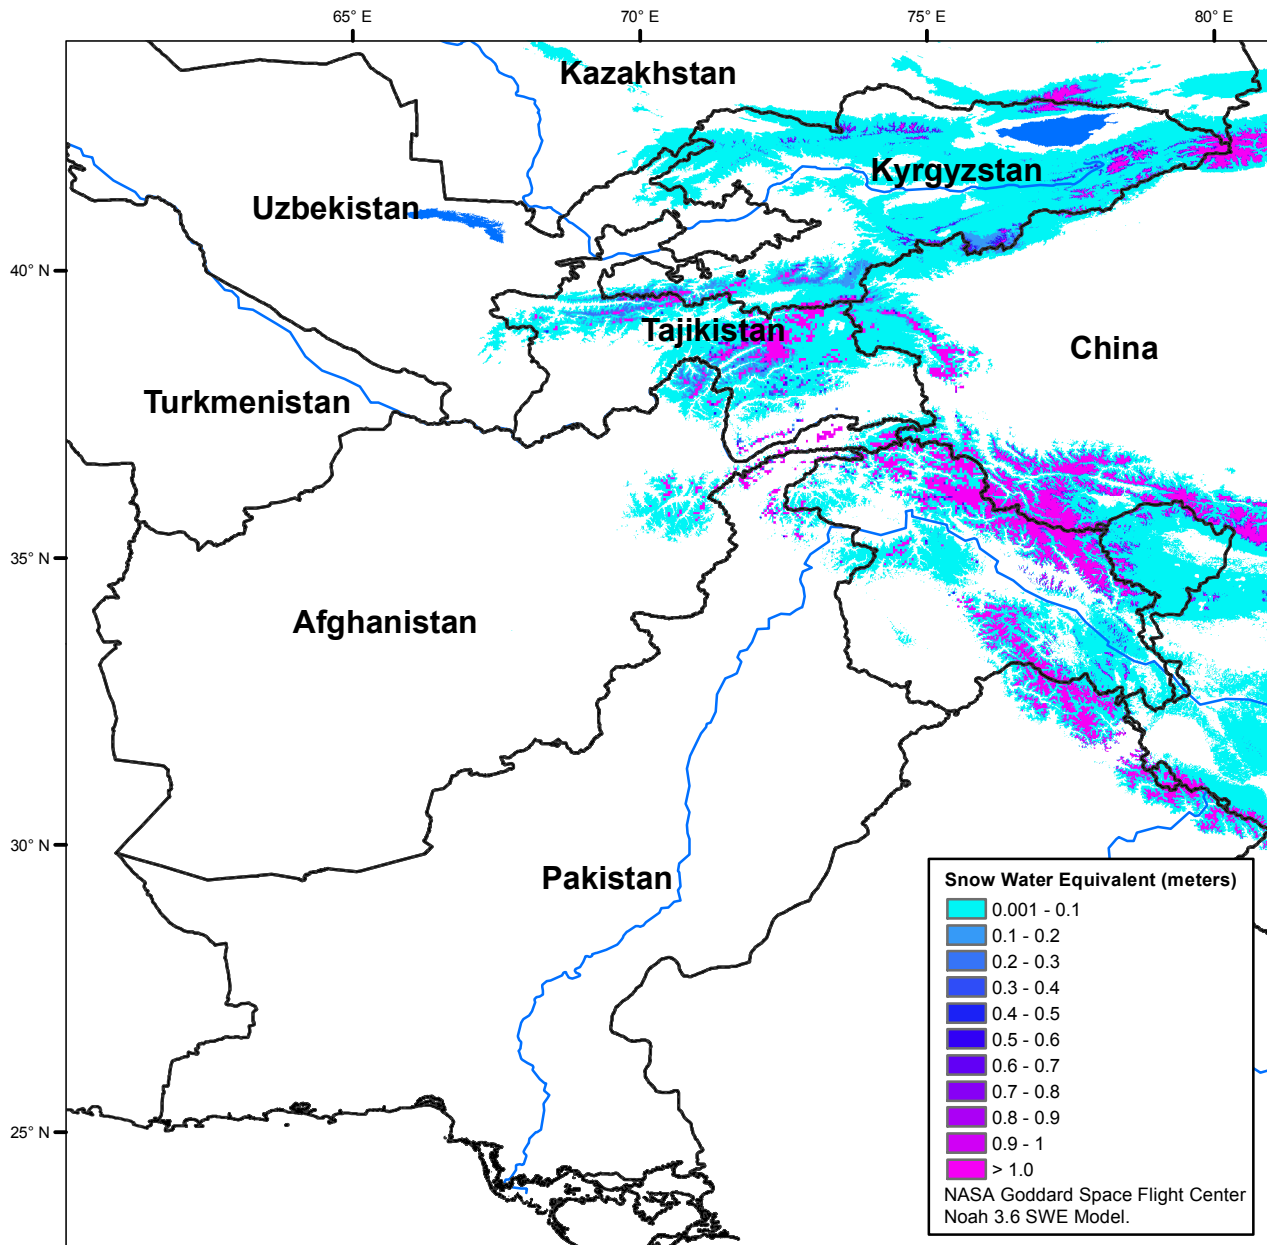 65° E
70° E
75° E
80° E
Kazakhstan
Kyrgyzstan
Uzbekistan
40° N
Tajikistan
China
Turkmenistan
35° N
Afghanistan
30° N
Pakistan
25° N
Snow Water Equivalent (meters)
0.001 - 0.1
0.1 - 0.2
0.2 - 0.3
0.3 - 0.4
0.4 - 0.5
0.5 - 0.6
0.6 - 0.7
0.7 - 0.8
0.8 - 0.9
0.9 - 1
> 1.0
NASA Goddard Space Flight Center
Noah 3.6 SWE Model.